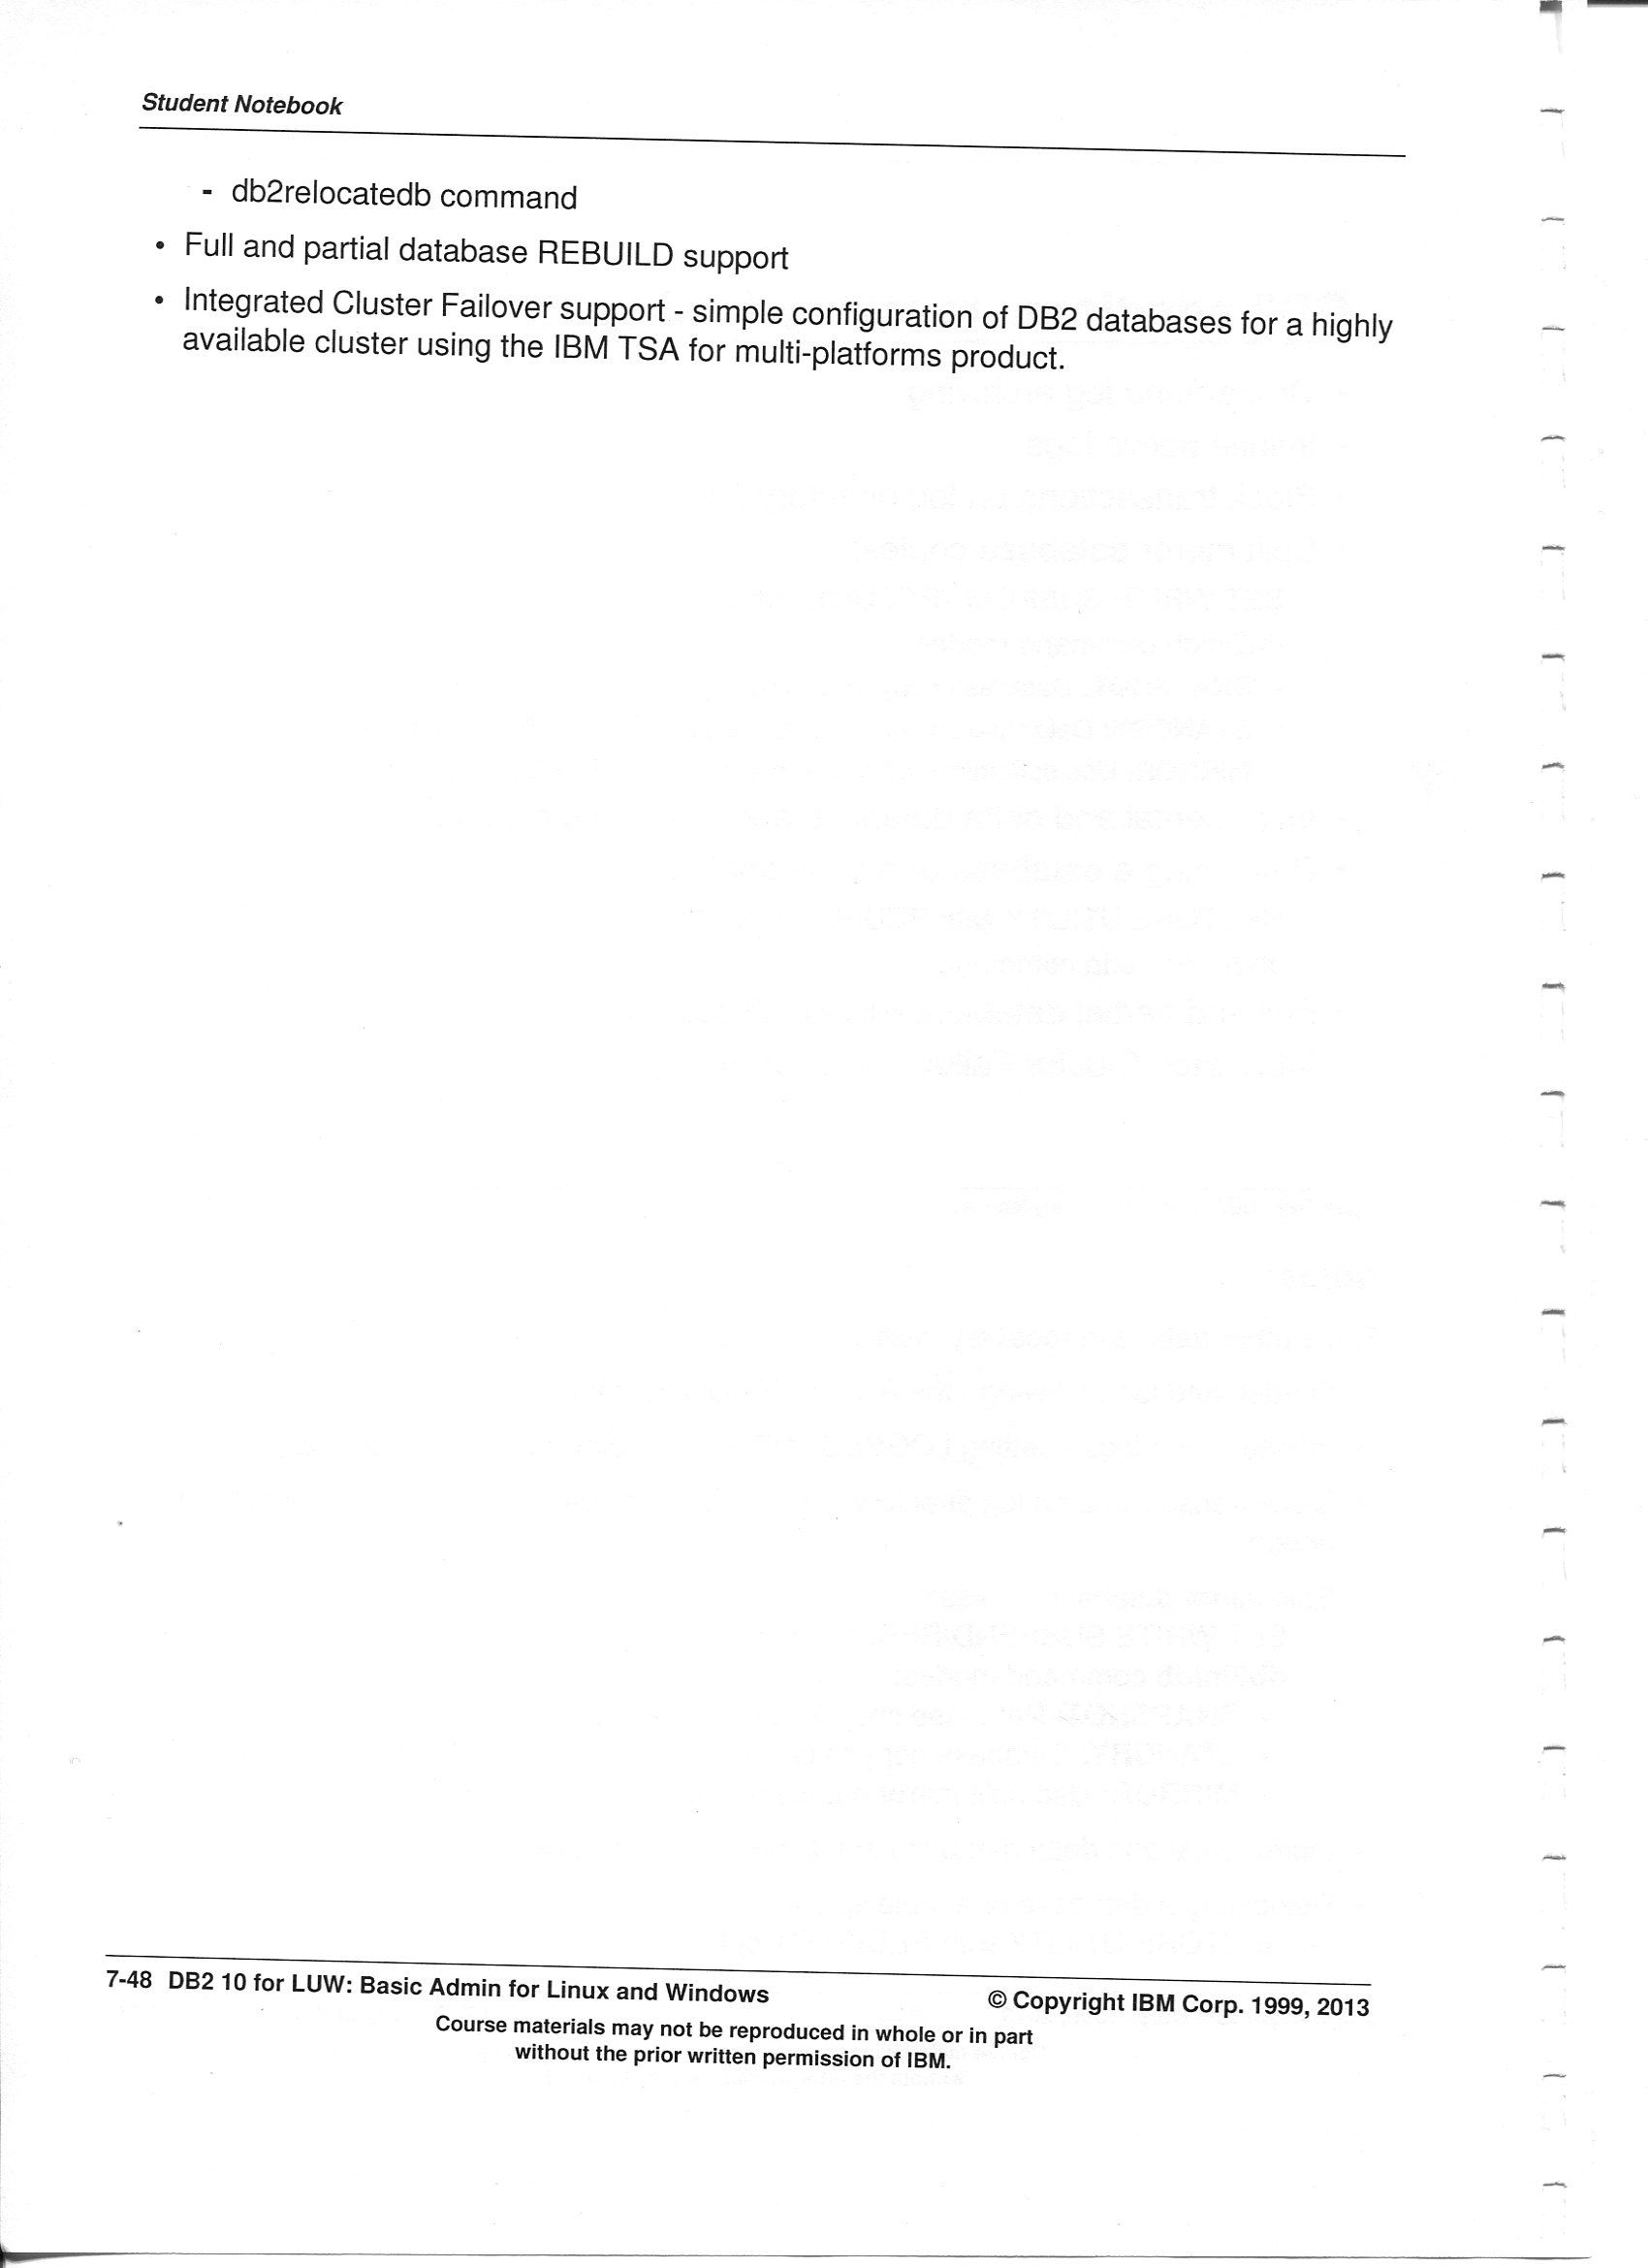 Student Notebook
- db2relocatedb command
• Full and partial database REBUILD support
• Integrated Cluster Failover support - simple configuration of DB2 databases for a highly
available cluster using the IBM TSA for multi-platforms product.
7-48 DB2 10 for LUW: Basic Admin for Linux and Windows
© Copyright IBM Corp. 1999, 2013
Course materials may not be reproduced in whole or in part
without the prior written permission of IBM.